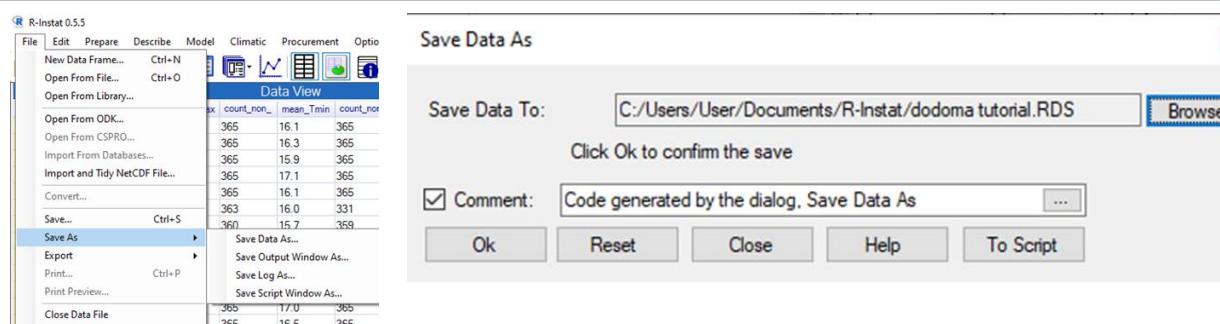 R-Instat 0.5.5
File Edit Prepare Describe Model Climatic Procurement Optio
New Data Frame... Ctrl+N
Open From File... Ctrl+O
Open From Library...
Open From ODK...
Open From CSPRO...
Import From Databases...
Import and Tidy NetCDF File...
Convert...
Save... Ctrl+S
Save As
Export
Print... Ctrl+P
Print Preview...
Close Data File
Save Data As...
Save Output Window As...
Save Log As...
Save Script Window As...
Data View
ax count_non_ mean_Tmin count_nor
365 16.1 365
365 16.3 365
365 15.9 365
365 17.1 365
365 16.1 365
363 16.0 331
360 15.7 359
365 17.0 365
365 16.5 365
Save Data As
Save Data To: C:/Users/User/Documents/R-Instat/dodoma tutorial.RDS Browse
Click Ok to confirm the save
Comment: Code generated by the dialog, Save Data As ...
Ok Reset Close Help To Script